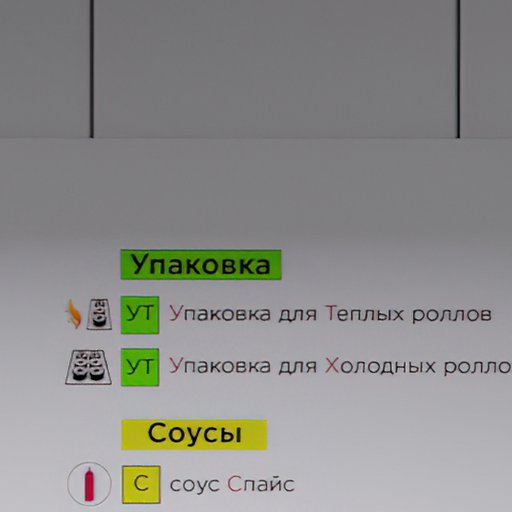 Упаковка
УТ Упаковка для Теплых роллов
УТ Упаковка для Холодных ролло
Соусы
С соус Спайс